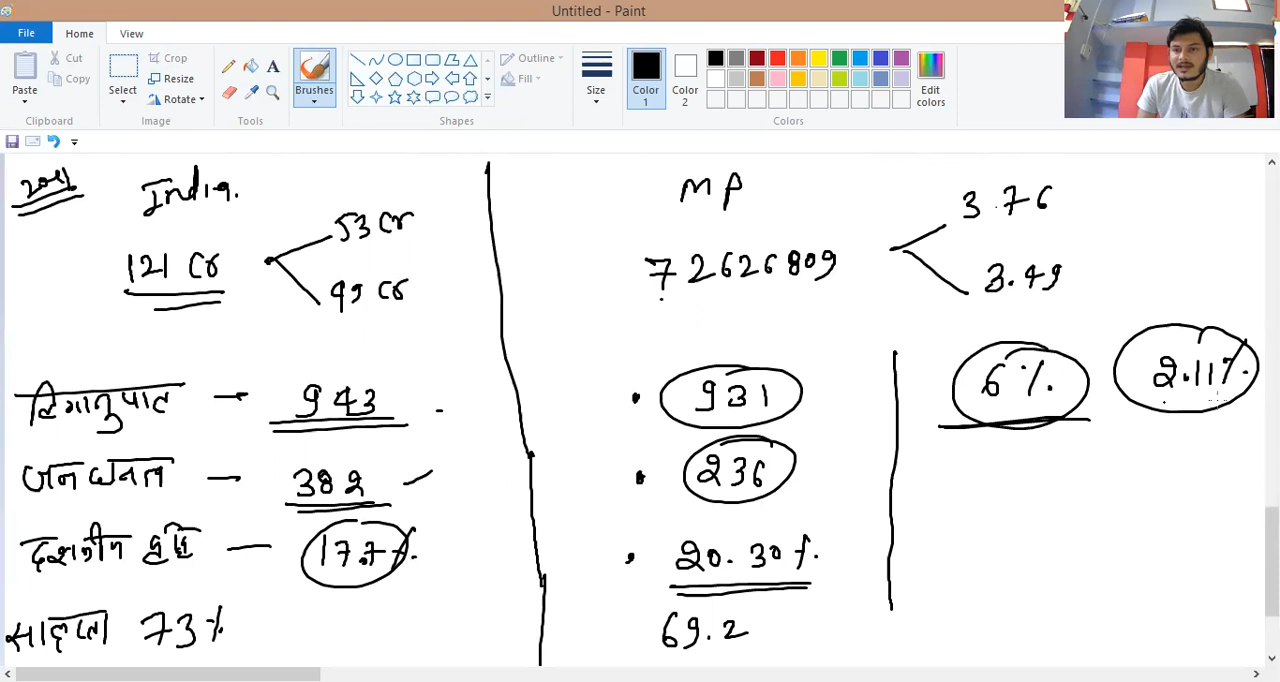 Untitled - Paint
File Home View
Paste Cut Copy Clipboard
Select Crop Resize Rotate Image
Tools
Brushes
Outline Fill Shapes
Size
Color 1 Color 2 Edit colors Colors
2011 India. MP
121 Cr 53 Cr 72626809 3.76
49 Cr 3.49
लिंगानुपात - 943 931 6% 2.11%
जनघनत्व - 382 236
दशकीय वृद्धि - 17.7% 20.30%
साक्षरता 73% 69.2